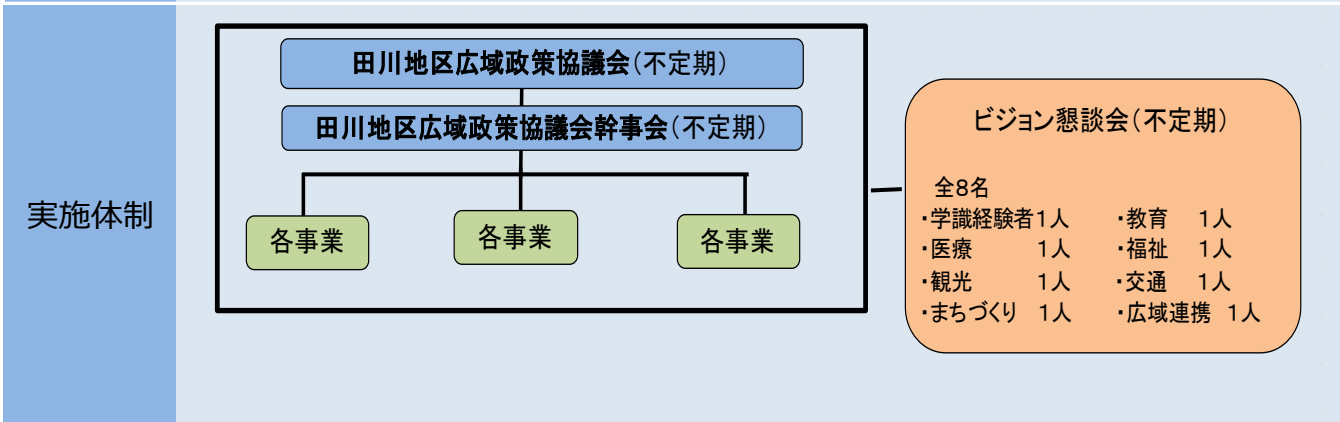 実施体制
田川地区広域政策協議会(不定期)
田川地区広域政策協議会幹事会(不定期)
各事業
各事業
各事業
ビジョン懇談会(不定期)
全8名
・学識経験者1人 ・教育 1人
・医療 1人 ・福祉 1人
・観光 1人 ・交通 1人
・まちづくり 1人 ・広域連携 1人